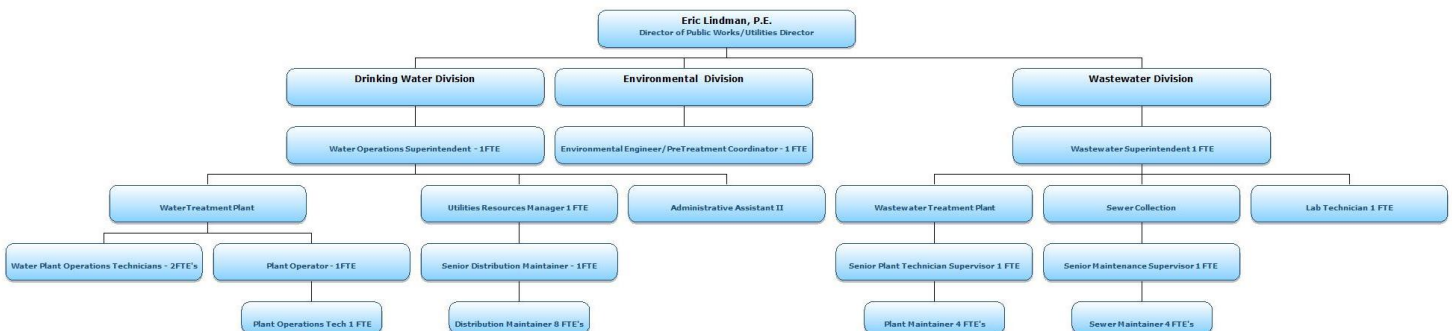 Eric Lindman, P.E.
Director of Public Works/Utilities Director
Drinking Water Division
Environmental Division
Wastewater Division
Water Operations Superintendent - 1FTE
Environmental Engineer/PreTreatment Coordinator - 1 FTE
Wastewater Superintendent 1 FTE
Water Treatment Plant
Utilities Resources Manager 1 FTE
Administrative Assistant II
Wastewater Treatment Plant
Sewer Collection
Lab Technician 1 FTE
Water Plant Operations Technicians - 2FTE's
Plant Operator - 1FTE
Senior Distribution Maintainer - 1FTE
Senior Plant Technician Supervisor 1 FTE
Senior Maintenance Supervisor 1 FTE
Plant Operations Tech 1 FTE
Distribution Maintainer 8 FTE's
Plant Maintainer 4 FTE's
Sewer Maintainer 4 FTE's